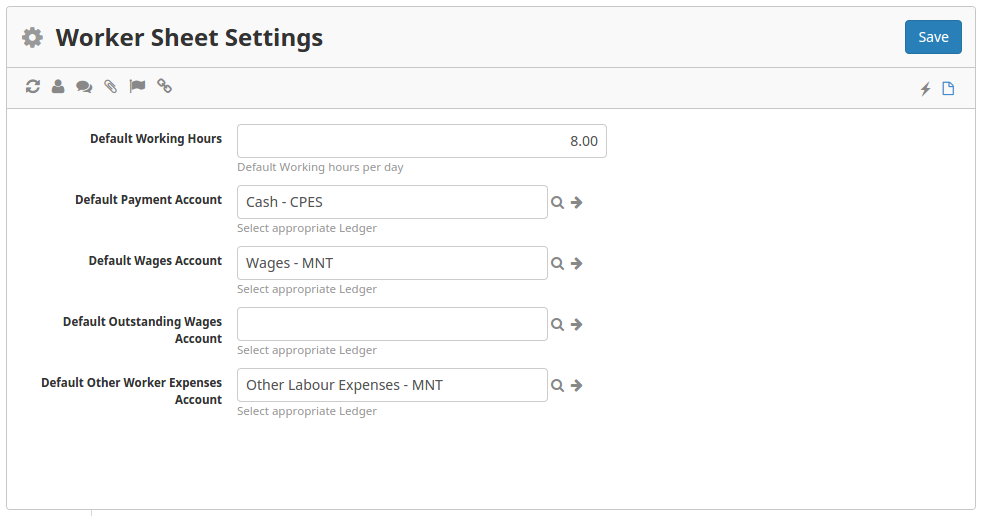 Worker Sheet Settings
Save
Default Working Hours
8.00
Default Working hours per day
Default Payment Account
Cash - CPES
Select appropriate Ledger
Default Wages Account
Wages - MNT
Select appropriate Ledger
Default Outstanding Wages
Account
Select appropriate Ledger
Default Other Worker Expenses
Account
Other Labour Expenses - MNT
Select appropriate Ledger